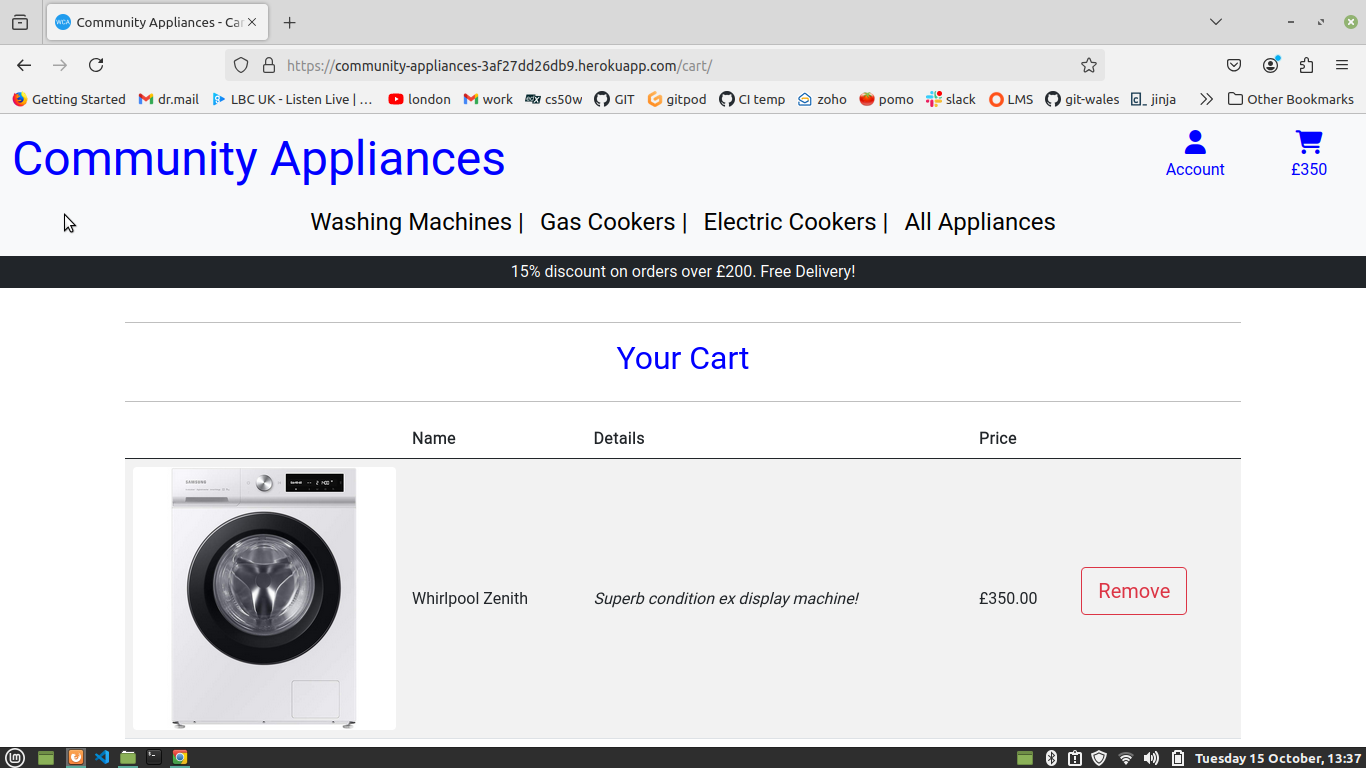 Community Appliances - Car
https://community-appliances-3af27dd26db9.herokuapp.com/cart/
Getting Started dr.mail LBC UK - Listen Live | … london work cs50w GIT gitpod CI temp zoho pomo slack LMS git-wales jinja Other Bookmarks
Community Appliances
Account £350
Washing Machines | Gas Cookers | Electric Cookers | All Appliances
15% discount on orders over £200. Free Delivery!
Your Cart
Name Details Price
SAMSUNG
Whirlpool Zenith Superb condition ex display machine! £350.00 Remove
Tuesday 15 October, 13:37